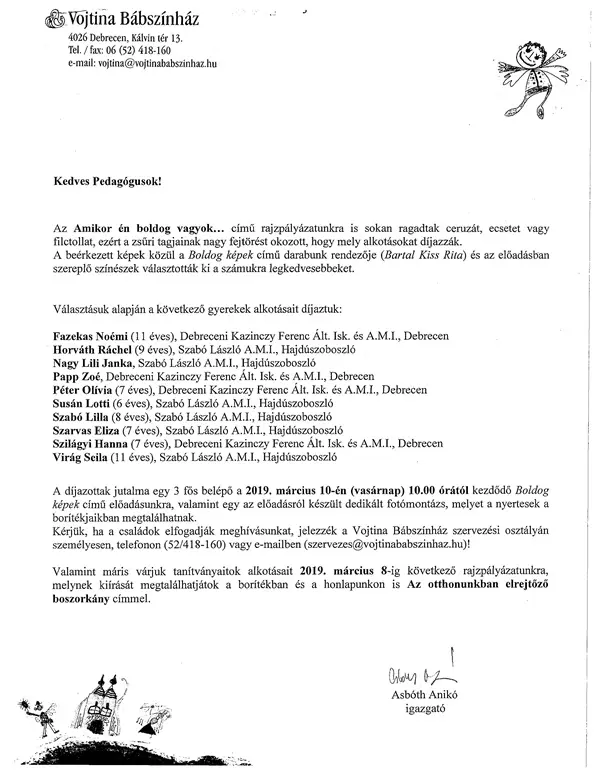 Vojtina Bábszínház
4026 Debrecen, Kálvin tér 13.
Tel. / fax: 06 (52) 418-160
e-mail: vojtina@vojtinababszinhaz.hu
Kedves Pedagógusok!
Az Amikor én boldog vagyok... című rajzpályázatunkra is sokan ragadtak ceruzát, ecsetet vagy
filctollat, ezért a zsűri tagjainak nagy fejtörést okozott, hogy mely alkotásokat díjazzák.
A beérkezett képek közül a Boldog képek című darabunk rendezője (Bartal Kiss Rita) és az előadásban
szereplő színészek választották ki a számukra legkedvesebbeket.
Választásuk alapján a következő gyerekek alkotásait díjaztuk:
Fazekas Noémi (11 éves), Debreceni Kazinczy Ferenc Ált. Isk. és A.M.I., Debrecen
Horváth Ráchel (9 éves), Szabó László A.M.I., Hajdúszoboszló
Nagy Lili Janka, Szabó László A.M.I., Hajdúszoboszló
Papp Zoé, Debreceni Kazinczy Ferenc Ált. Isk. és A.M.I., Debrecen
Péter Olívia (7 éves), Debreceni Kazinczy Ferenc Ált. Isk. és A.M.I., Debrecen
Susán Lotti (6 éves), Szabó László A.M.I., Hajdúszoboszló
Szabó Lilla (8 éves), Szabó László A.M.I., Hajdúszoboszló
Szarvas Eliza (7 éves), Szabó László A.M.I., Hajdúszoboszló
Szilágyi Hanna (7 éves), Debreceni Kazinczy Ferenc Ált. Isk. és A.M.I., Debrecen
Virág Seila (11 éves), Szabó László A.M.I., Hajdúszoboszló
A díjazottak jutalma egy 3 fős belépő a 2019. március 10-én (vasárnap) 10.00 órától kezdődő Boldog
képek című előadásunkra, valamint egy az előadásról készült dedikált fotómontázs, melyet a nyertesek a
borítékjaikban megtalálhatnak.
Kérjük, ha a családok elfogadják meghívásunkat, jelezzék a Vojtina Bábszínház szervezési osztályán
személyesen, telefonon (52/418-160) vagy e-mailben (szervezes@vojtinababszinhaz.hu)!
Valamint máris várjuk tanítványaitok alkotásait 2019. március 8-ig következő rajzpályázatunkra,
melynek kiírását megtalálhatjátok a borítékban és a honlapunkon is Az otthonunkban elrejtőző
boszorkány címmel.
Asbóth Anikó
igazgató